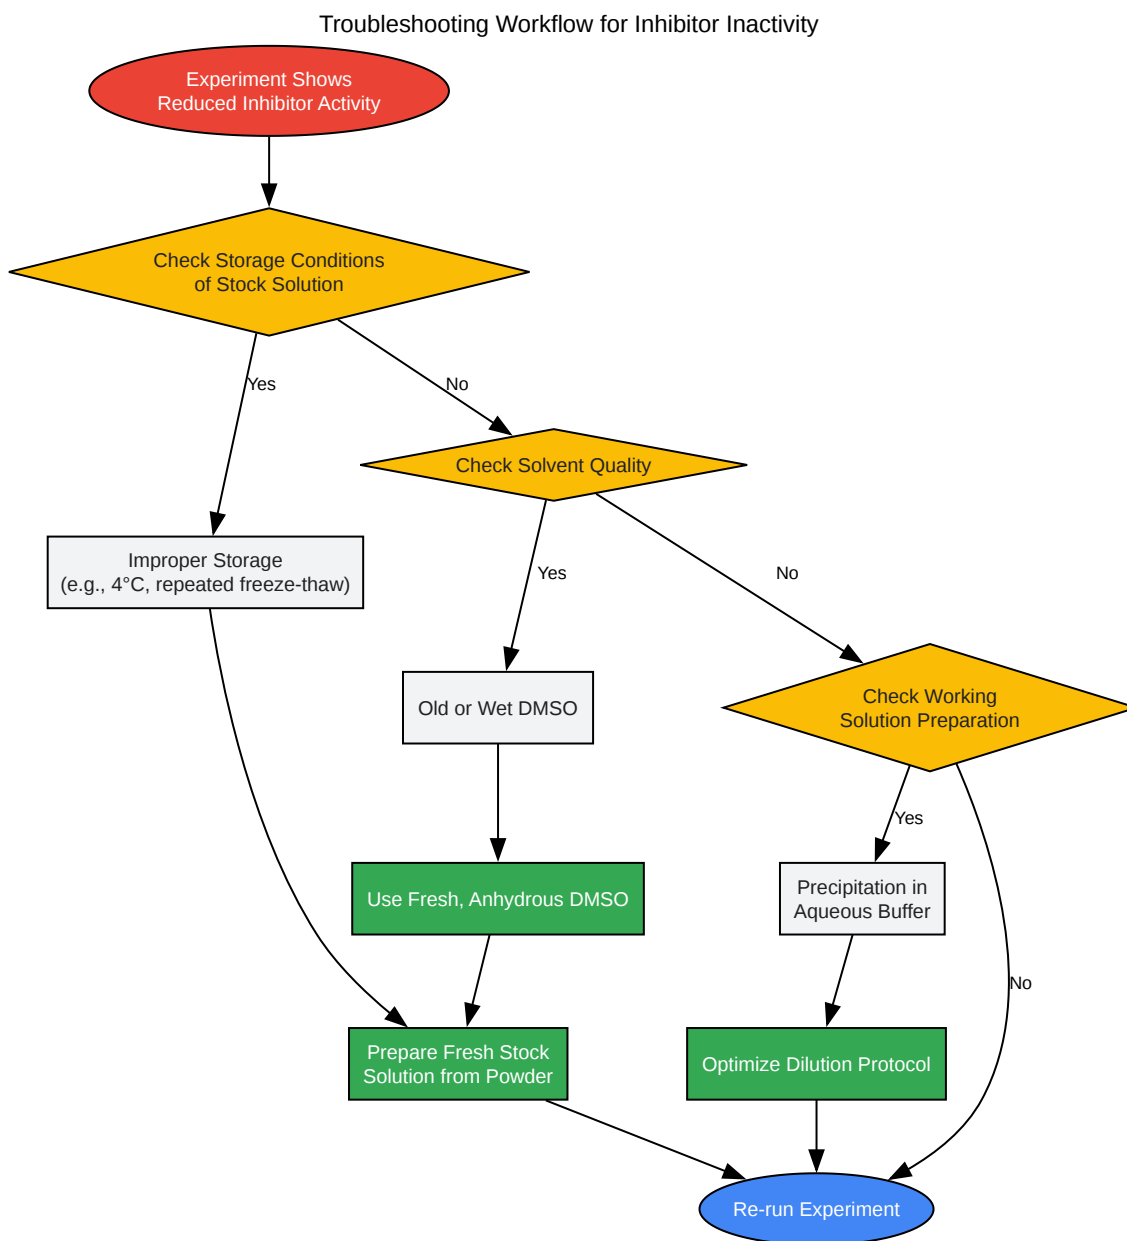 Troubleshooting Workflow for Inhibitor Inactivity
Experiment Shows
Reduced Inhibitor Activity
Check Storage Conditions
of Stock Solution
Yes
No
Check Solvent Quality
Improper Storage
(e.g., 4°C, repeated freeze-thaw)
Yes
No
Old or Wet DMSO
Check Working
Solution Preparation
Yes
Use Fresh, Anhydrous DMSO
Precipitation in
Aqueous Buffer
No
Prepare Fresh Stock
Solution from Powder
Optimize Dilution Protocol
Re-run Experiment